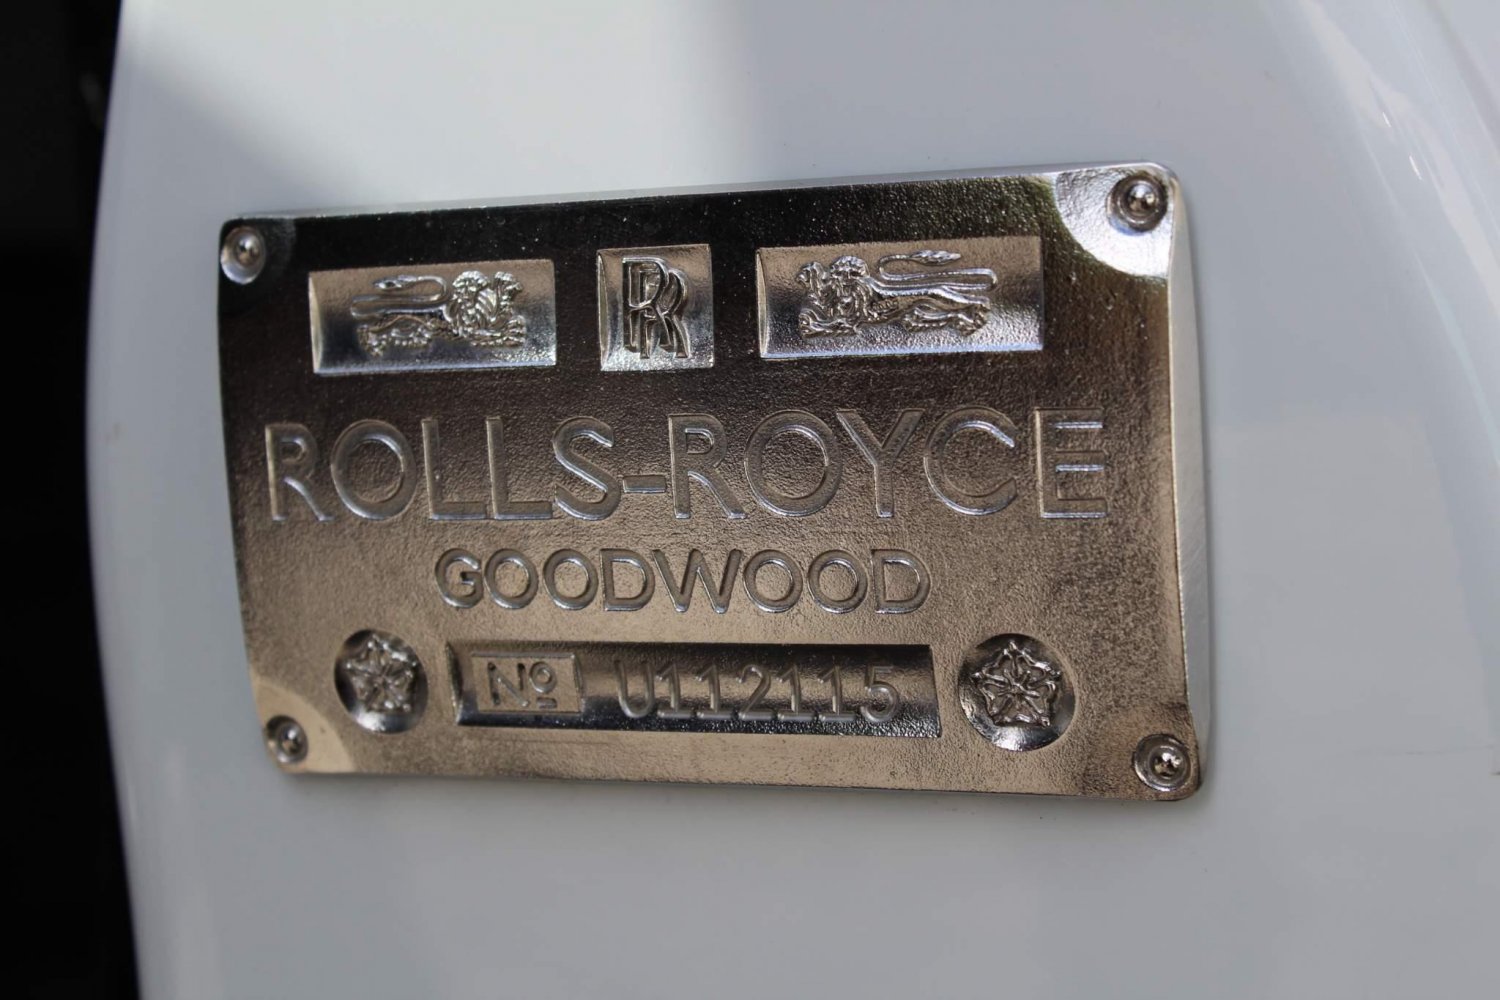 RR
ROLLS-ROYCE
GOODWOOD
Nº U112115